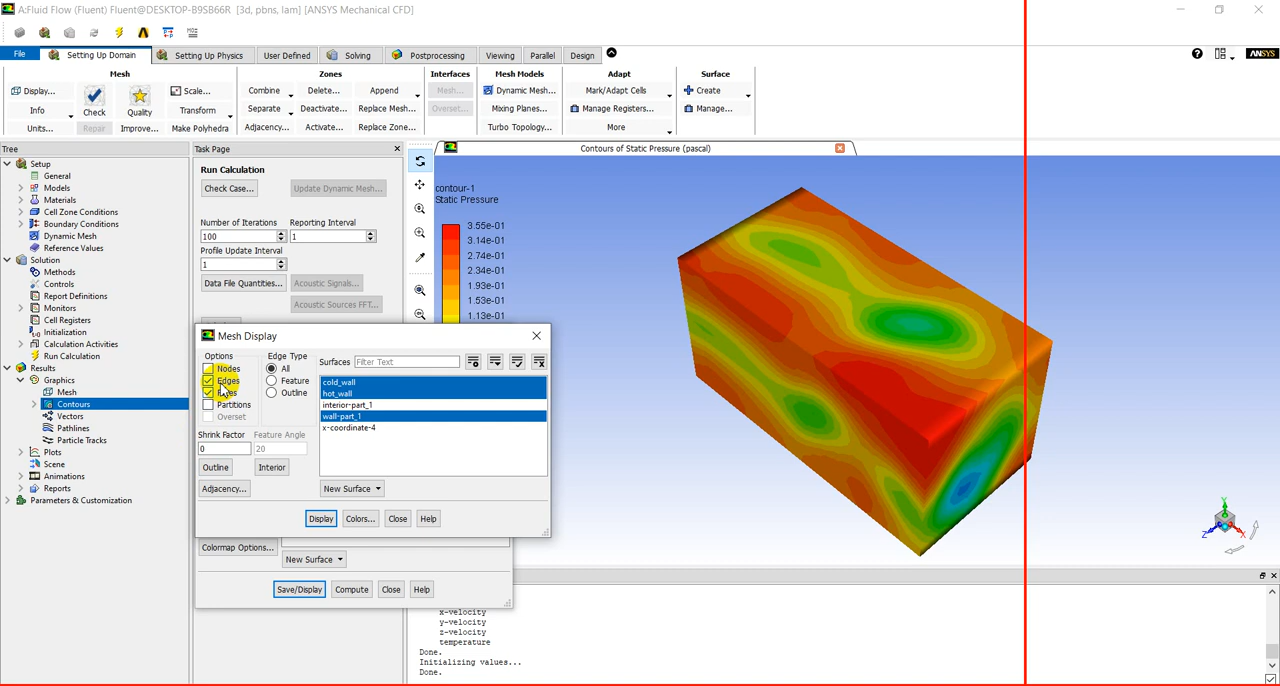 A:Fluid Flow (Fluent) Fluent@DESKTOP-B9SB66R [3d, pbns, lam] [ANSYS Mechanical CFD]
File
Setting Up Domain
Setting Up Physics
User Defined
Solving
Postprocessing
Viewing
Parallel
Design
ANSYS
Mesh
Zones
Interfaces
Mesh Models
Adapt
Surface
Display...
Info
Units...
Check
Repair
Quality
Improve...
Scale...
Transform
Make Polyhedra
Combine
Separate
Adjacency...
Delete...
Deactivate...
Activate...
Append
Replace Mesh...
Replace Zone...
Mesh...
Overset...
Dynamic Mesh...
Mixing Planes...
Turbo Topology...
Mark/Adapt Cells
Manage Registers...
More
Create
Manage...
Tree
Setup
General
Models
Materials
Cell Zone Conditions
Boundary Conditions
Dynamic Mesh
Reference Values
Solution
Methods
Controls
Report Definitions
Monitors
Cell Registers
Initialization
Calculation Activities
Run Calculation
Results
Graphics
Mesh
Contours
Vectors
Pathlines
Particle Tracks
Plots
Scene
Animations
Reports
Parameters & Customization
Task Page
Run Calculation
Check Case...
Update Dynamic Mesh...
Number of Iterations
Reporting Interval
100
1
Profile Update Interval
1
Data File Quantities...
Acoustic Signals...
Acoustic Sources FFT...
Contours of Static Pressure (pascal)
contour-1
Static Pressure
3.55e-01
3.14e-01
2.74e-01
2.34e-01
1.93e-01
1.53e-01
1.13e-01
Mesh Display
Options
Nodes
Edges
Partitions
Overset
Edge Type
All
Feature
Outline
Surfaces
Filter Text
cold_wall
hot_wall
interior-part_1
wall-part_1
x-coordinate-4
Shrink Factor
Feature Angle
0
20
Outline
Interior
Adjacency...
New Surface
Display
Colors...
Close
Help
Colormap Options...
New Surface
Save/Display
Compute
Close
Help
Y
Z
X
x-velocity
y-velocity
z-velocity
temperature
Done.
Initializing values...
Done.